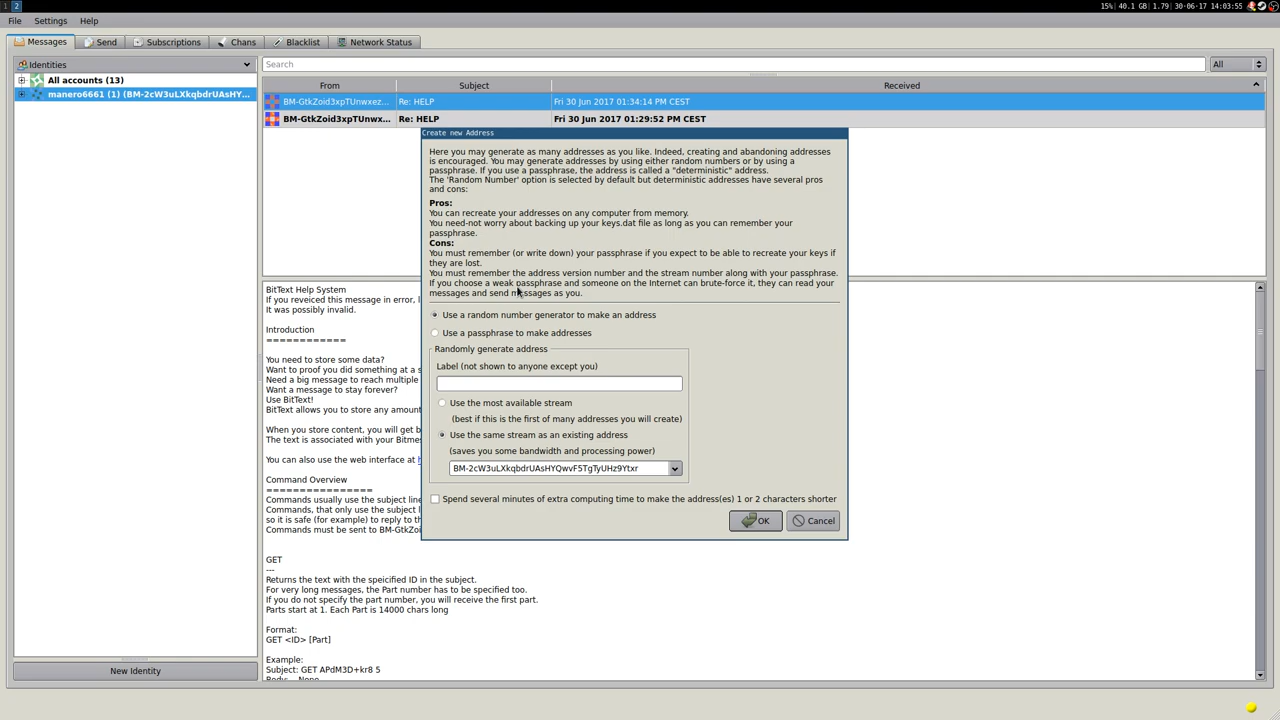 1 2 15% | 40.1 GB | 1.79 | 30-06-17 14:03:55
File Settings Help
Messages Send Subscriptions Chans Blacklist Network Status
Identities
All accounts (13)
manero6661 (1) (BM-2cW3uLXkqbdrUAsHY...
New Identity
Search All
From Subject Received
BM-GtkZoid3xpTUnwxez... Re: HELP Fri 30 Jun 2017 01:34:14 PM CEST
BM-GtkZoid3xpTUnwx... Re: HELP Fri 30 Jun 2017 01:29:52 PM CEST
Create new Address
Here you may generate as many addresses as you like. Indeed, creating and abandoning addresses
is encouraged. You may generate addresses by using either random numbers or by using a
passphrase. If you use a passphrase, the address is called a "deterministic" address.
The 'Random Number' option is selected by default but deterministic addresses have several pros
and cons:
Pros:
You can recreate your addresses on any computer from memory.
You need-not worry about backing up your keys.dat file as long as you can remember your
passphrase.
Cons:
You must remember (or write down) your passphrase if you expect to be able to recreate your keys if
they are lost.
You must remember the address version number and the stream number along with your passphrase.
If you choose a weak passphrase and someone on the Internet can brute-force it, they can read your
messages and send messages as you.
Use a random number generator to make an address
Use a passphrase to make addresses
Randomly generate address
Label (not shown to anyone except you)
Use the most available stream
(best if this is the first of many addresses you will create)
Use the same stream as an existing address
(saves you some bandwidth and processing power)
BM-2cW3uLXkqbdrUAsHYQwvF5TgTyUHz9Ytxr
Spend several minutes of extra computing time to make the address(es) 1 or 2 characters shorter
OK Cancel
BitText Help System
If you reveiced this message in error, l
It was possibly invalid.
Introduction
============
You need to store some data?
Want to proof you did something at a s
Need a big message to reach multiple
Want a message to stay forever?
Use BitText!
BitText allows you to store any amount
When you store content, you will get b
The text is associated with your Bitmes
You can also use the web interface at h
Command Overview
================
Commands usually use the subject line
Commands, that only use the subject l
so it is safe (for example) to reply to th
Commands must be sent to BM-GtkZoi
GET
---
Returns the text with the speicified ID in the subject.
For very long messages, the Part number has to be specified too.
If you do not specify the part number, you will receive the first part.
Parts start at 1. Each Part is 14000 chars long
Format:
GET <ID> [Part]
Example:
Subject: GET APdM3D+kr8 5
Body: None